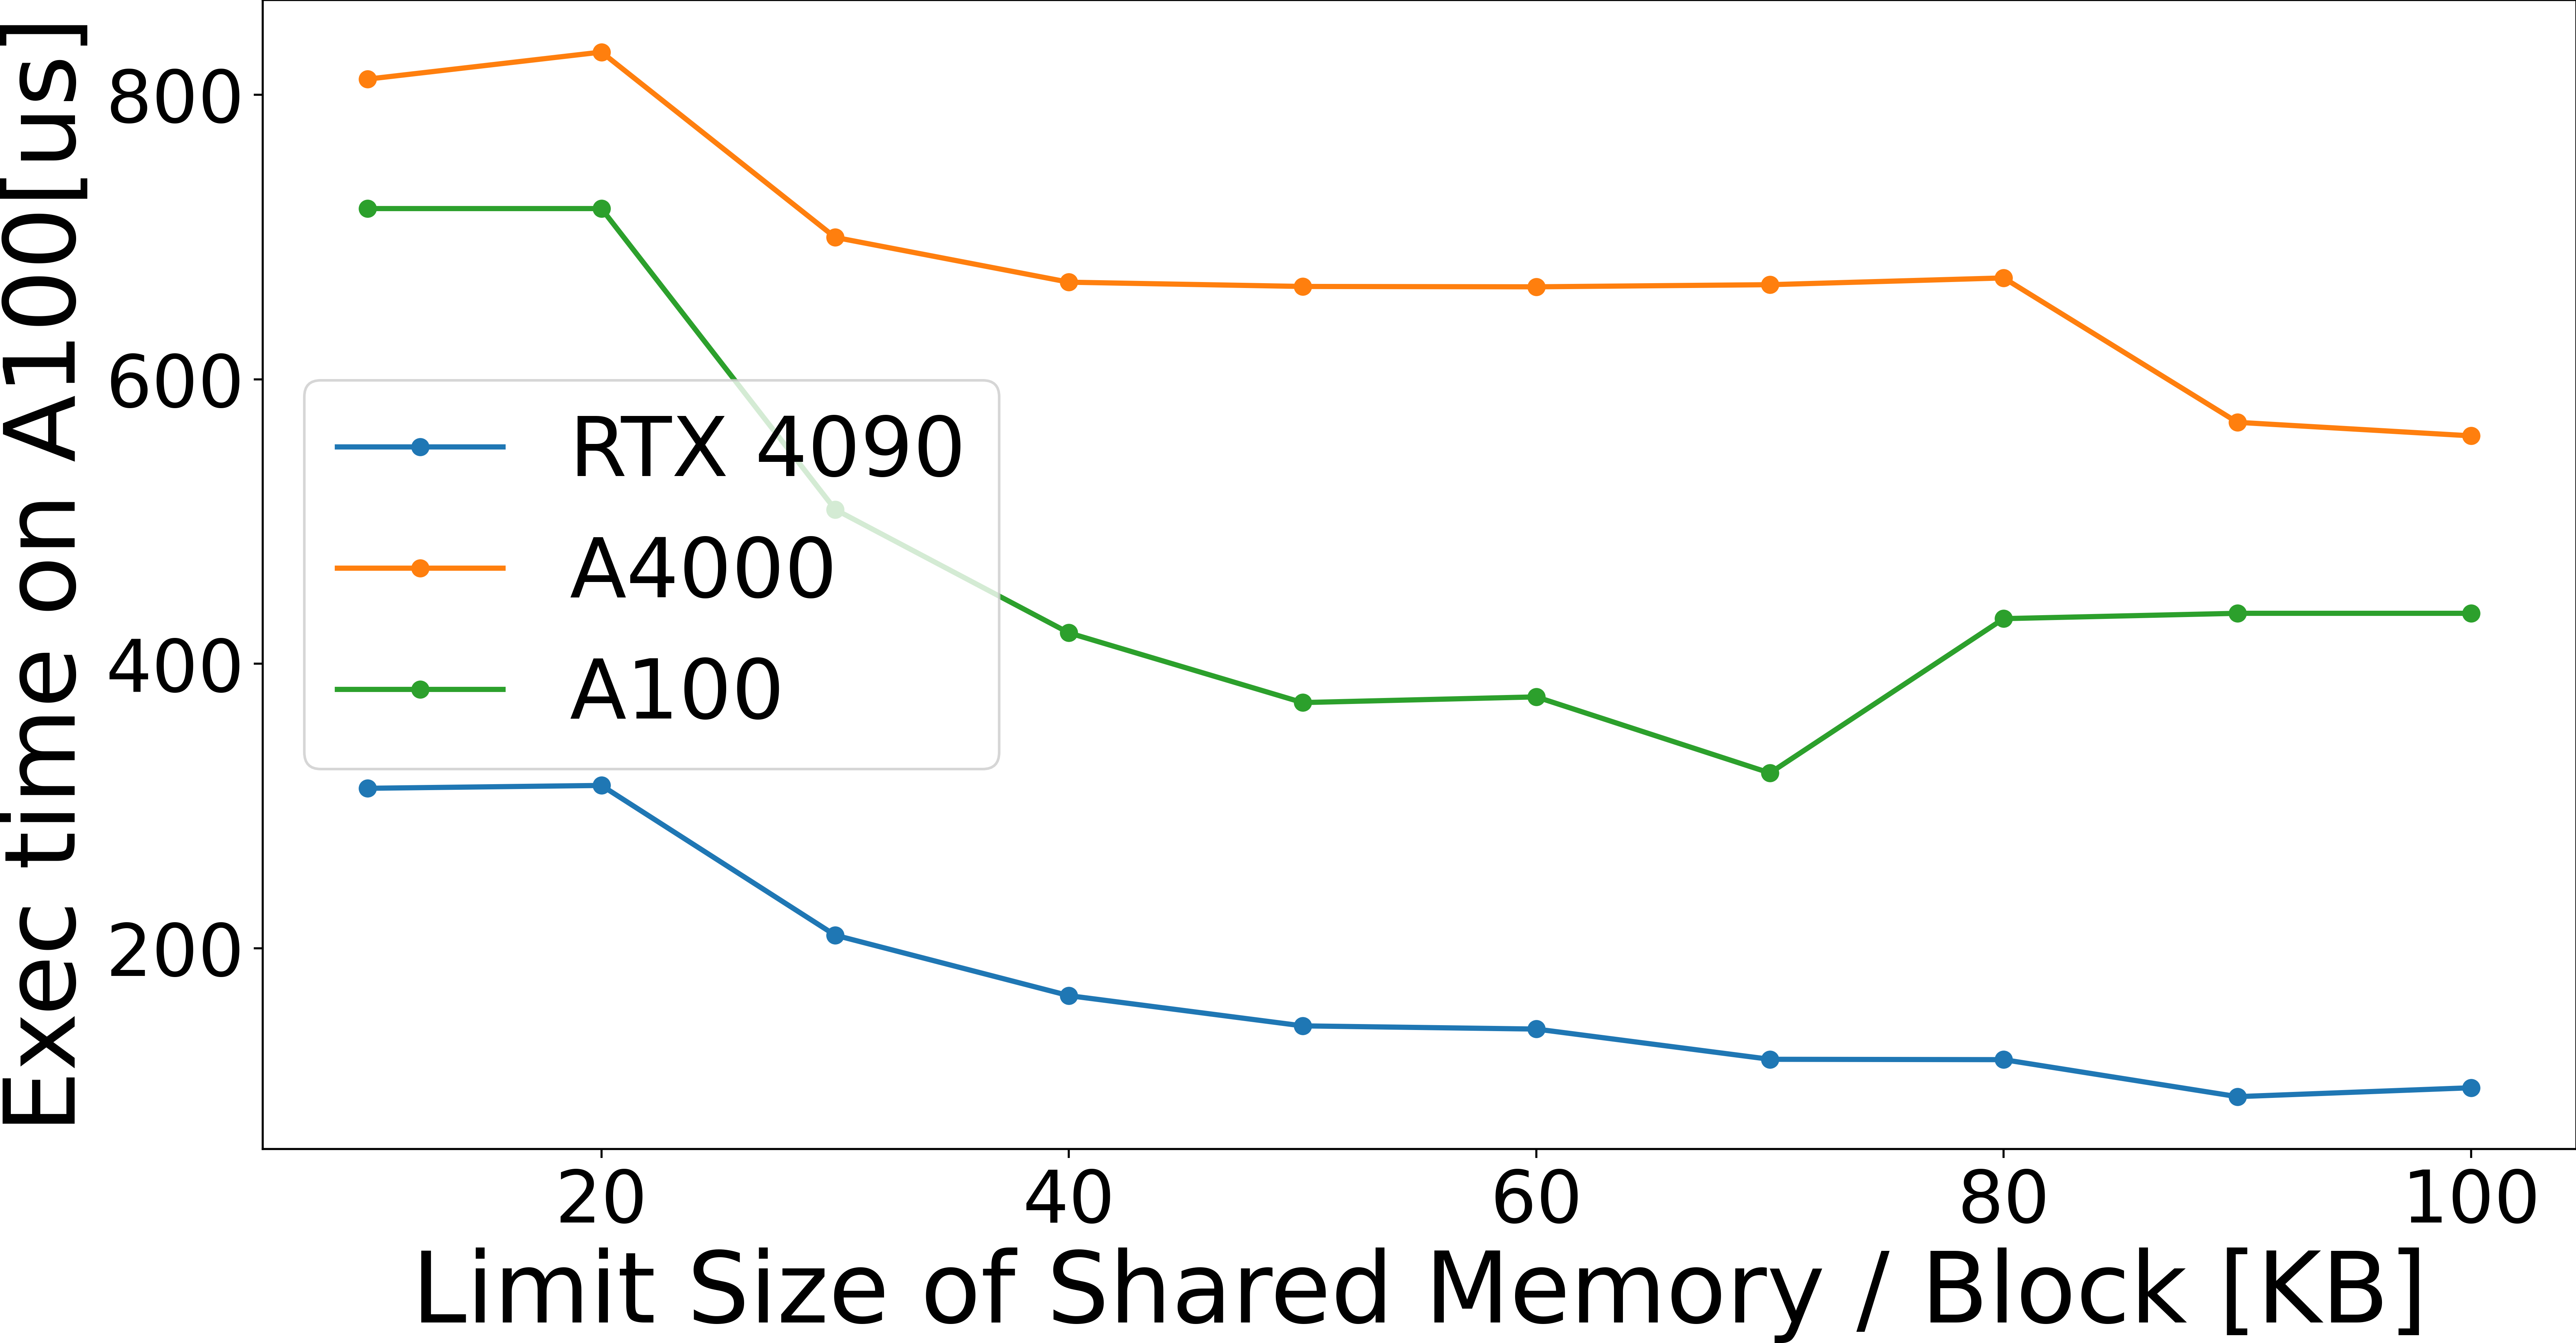 Exec time on A100[us]
800
600
400
200
RTX 4090
A4000
A100
20 40 60 80 100
Limit Size of Shared Memory / Block [KB]